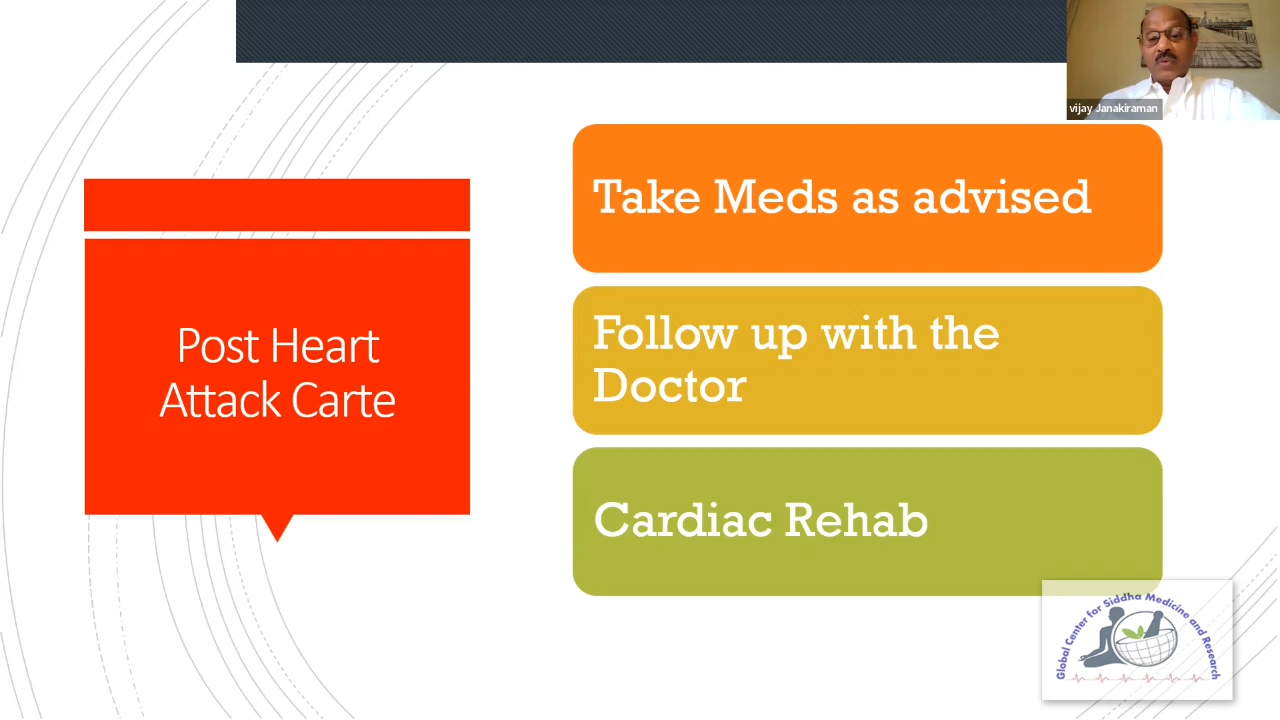 vijay Janakiraman
Post Heart
Attack Carte
Take Meds as advised
Follow up with the
Doctor
Cardiac Rehab
Global Center for Siddha Medicine and Research